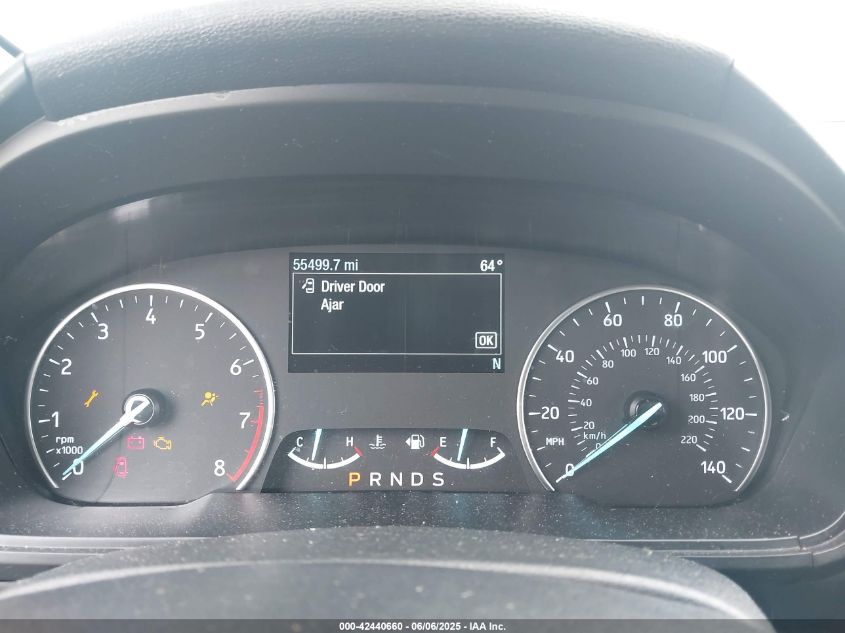 55499.7 mi 64°
Driver Door
Ajar
OK
N
0 1 2 3 4 5 6 7 8
rpm
x1000
C H E F
P R N D S
0 20 40 60 80 100 120 140
MPH
0 20 40 60 80 100 120 140 160 180 200 220
km/h
000-42440660 - 06/06/2025 - IAA Inc.